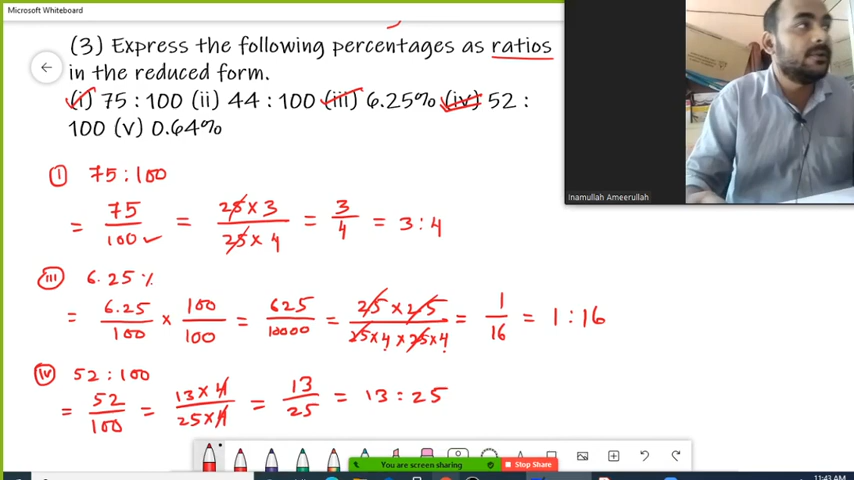 Microsoft Whiteboard
(3) Express the following percentages as ratios
in the reduced form.
(i) 75 : 100 (ii) 44 : 100 (iii) 6.25% (iv) 52 :
100 (v) 0.64%
Inamullah Ameerullah
(i) 75:100
= 75/100 = 25 × 3/25 × 4 = 3/4 = 3:4
(iii) 6.25 %
= 6.25/100 × 100/100 = 625/10000 = 25 × 25/25×4 × 25×4 = 1/16 = 1:16
(iv) 52:100
= 52/100 = 13 × 4/25 × 4 = 13/25 = 13:25
You are screen sharing
Stop Share
11:43 AM